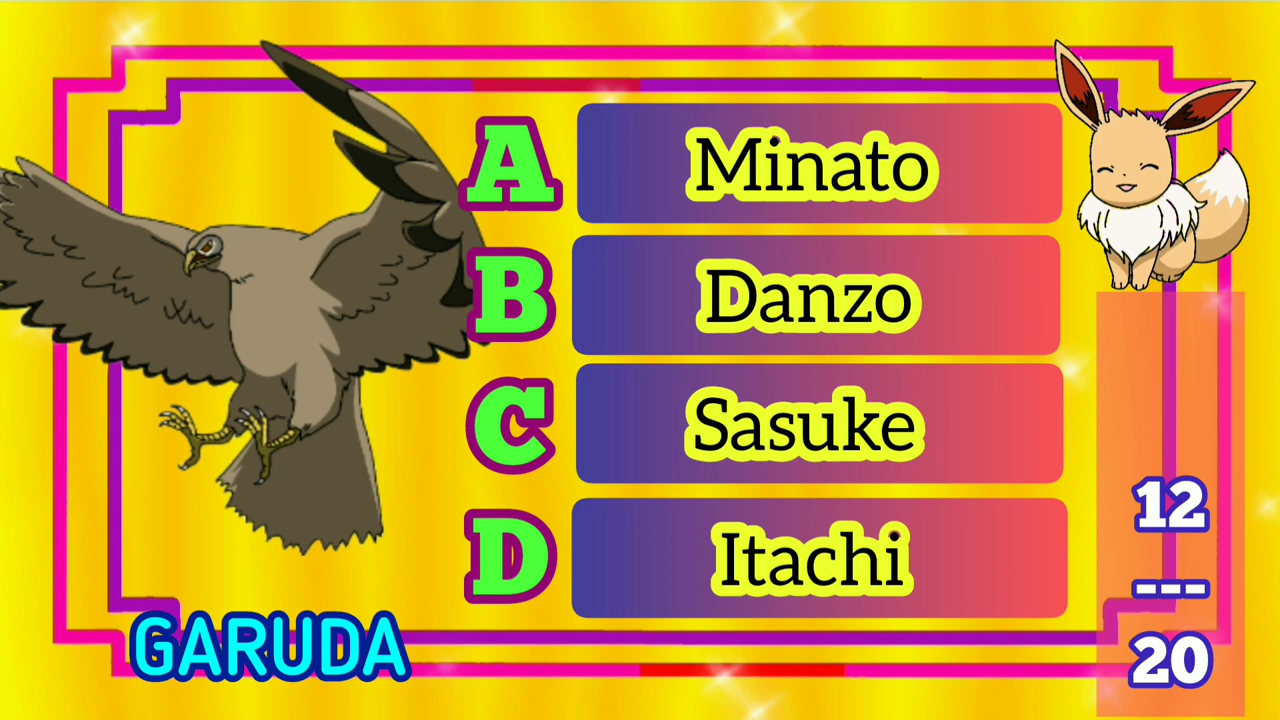 A Minato
B Danzo
C Sasuke
D Itachi
GARUDA
12
---
20